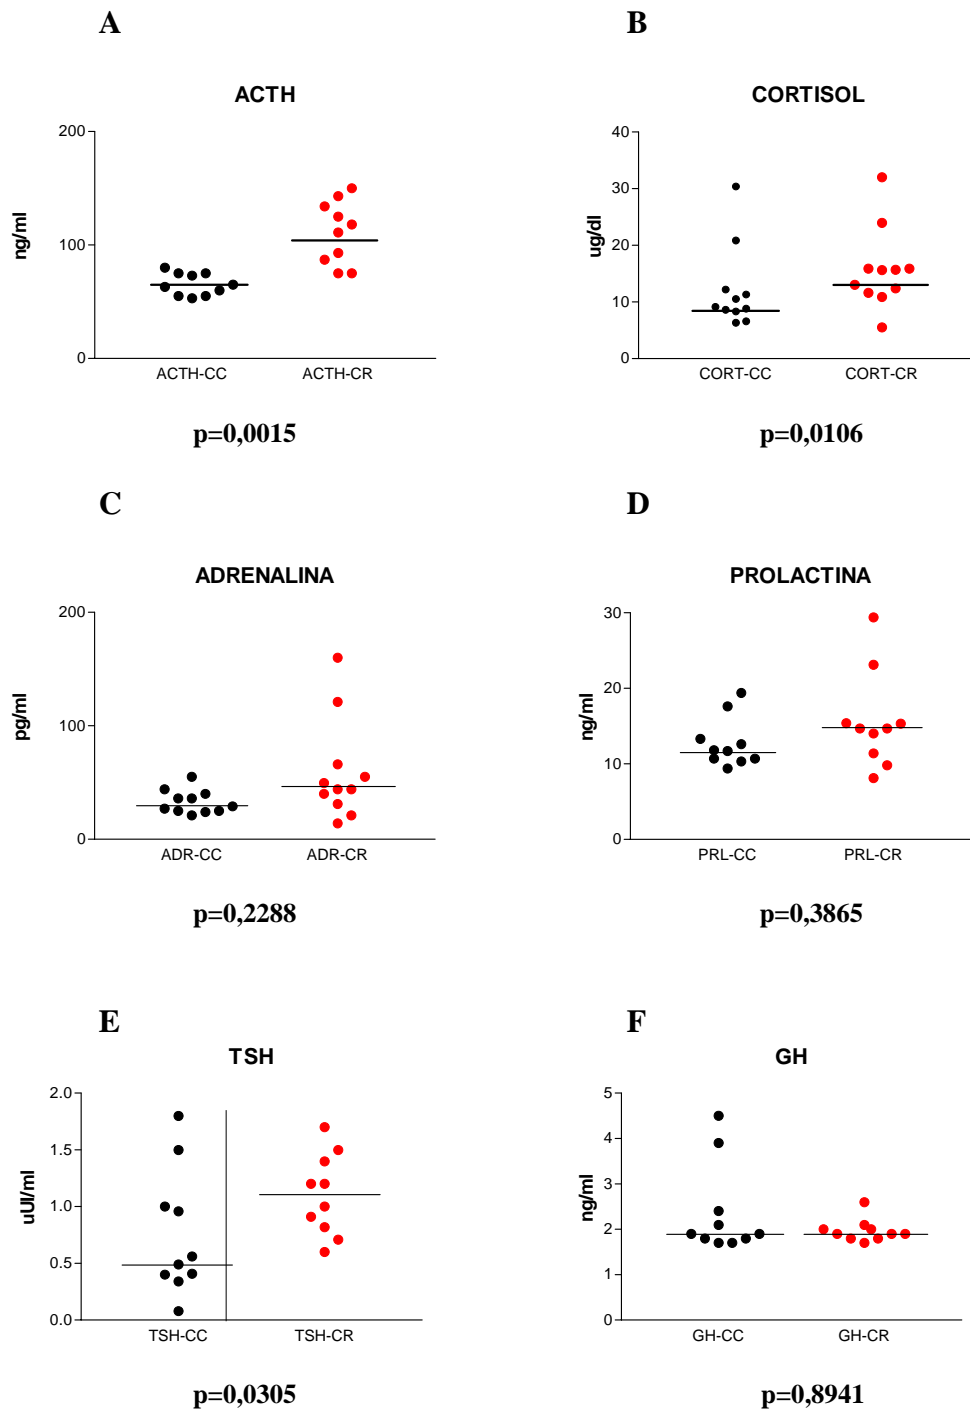 A
B
ACTH
CORTISOL
200
100
0
ng/ml
ACTH-CC
ACTH-CR
40
30
20
10
0
ug/dl
CORT-CC
CORT-CR
p=0,0015
p=0,0106
C
D
ADRENALINA
PROLACTINA
200
100
0
pg/ml
ADR-CC
ADR-CR
30
20
10
0
ng/ml
PRL-CC
PRL-CR
p=0,2288
p=0,3865
E
F
TSH
GH
2.0
1.5
1.0
0.5
0.0
uUI/ml
TSH-CC
TSH-CR
5
4
3
2
1
0
ng/ml
GH-CC
GH-CR
p=0,0305
p=0,8941